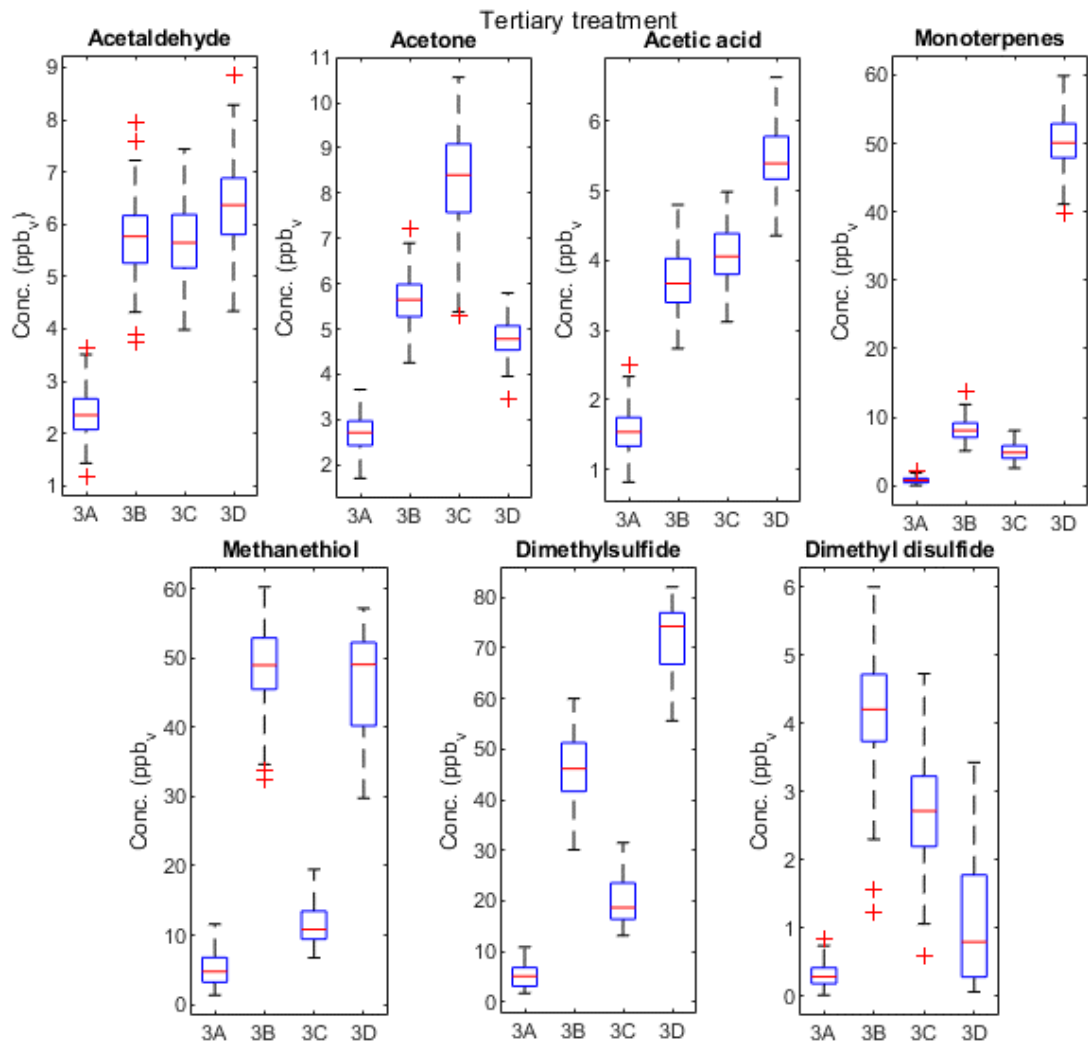 Tertiary treatment
Acetaldehyde
Acetone
Acetic acid
Monoterpenes
Conc. (ppbv)
9
8
7
6
5
4
3
2
1
3A 3B 3C 3D
Conc. (ppbv
11
10
9
8
7
6
5
4
3
2
3A 3B 3C 3D
Conc. (ppbv
6
5
4
3
2
1
3A 3B 3C 3D
Conc. (ppbv
60
50
40
30
20
10
0
3A 3B 3C 3D
Methanethiol
Dimethylsulfide
Dimethyl disulfide
Conc. (ppbv
60
50
40
30
20
10
0
3A 3B 3C 3D
Conc. (ppbv
80
70
60
50
40
30
20
10
0
3A 3B 3C 3D
Conc. (ppbv
6
5
4
3
2
1
0
3A 3B 3C 3D